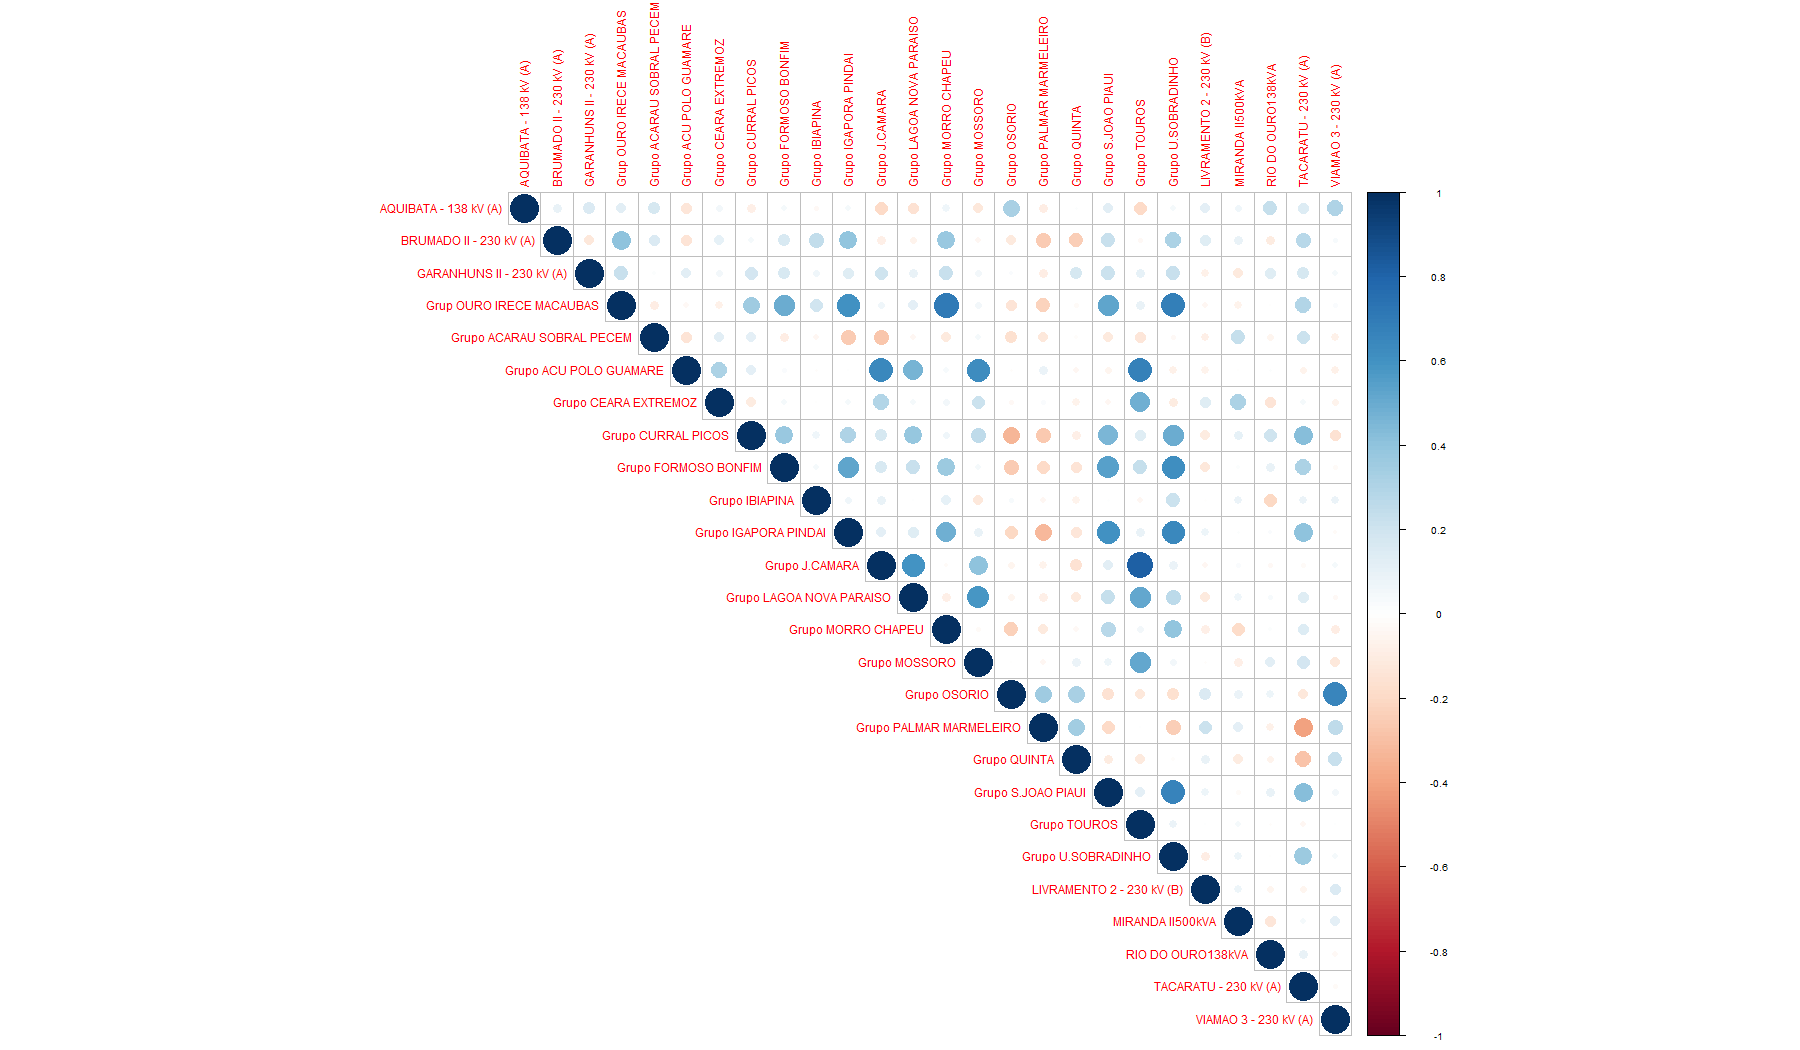 AQUIBATA - 138 kV (A)
BRUMADO II - 230 kV (A)
GARANHUNS II - 230 kV (A)
Grup OURO IRECE MACAUBAS
Grupo ACARAU SOBRAL PECEM
Grupo ACU POLO GUAMARE
Grupo CEARA EXTREMOZ
Grupo CURRAL PICOS
Grupo FORMOSO BONFIM
Grupo IBIAPINA
Grupo IGAPORA PINDAI
Grupo J.CAMARA
Grupo LAGOA NOVA PARAISO
Grupo MORRO CHAPEU
Grupo MOSSORO
Grupo OSORIO
Grupo PALMAR MARMELEIRO
Grupo QUINTA
Grupo S.JOAO PIAUI
Grupo TOUROS
Grupo U.SOBRADINHO
LIVRAMENTO 2 - 230 kV (B)
MIRANDA II500kVA
RIO DO OURO138kVA
TACARATU - 230 kV (A)
VIAMAO 3 - 230 kV (A)
AQUIBATA - 138 kV (A)
BRUMADO II - 230 kV (A)
GARANHUNS II - 230 kV (A)
Grup OURO IRECE MACAUBAS
Grupo ACARAU SOBRAL PECEM
Grupo ACU POLO GUAMARE
Grupo CEARA EXTREMOZ
Grupo CURRAL PICOS
Grupo FORMOSO BONFIM
Grupo IBIAPINA
Grupo IGAPORA PINDAI
Grupo J.CAMARA
Grupo LAGOA NOVA PARAISO
Grupo MORRO CHAPEU
Grupo MOSSORO
Grupo OSORIO
Grupo PALMAR MARMELEIRO
Grupo QUINTA
Grupo S.JOAO PIAUI
Grupo TOUROS
Grupo U.SOBRADINHO
LIVRAMENTO 2 - 230 kV (B)
MIRANDA II500kVA
RIO DO OURO138kVA
TACARATU - 230 kV (A)
VIAMAO 3 - 230 kV (A)
1
0.8
0.6
0.4
0.2
0
-0.2
-0.4
-0.6
-0.8
-1